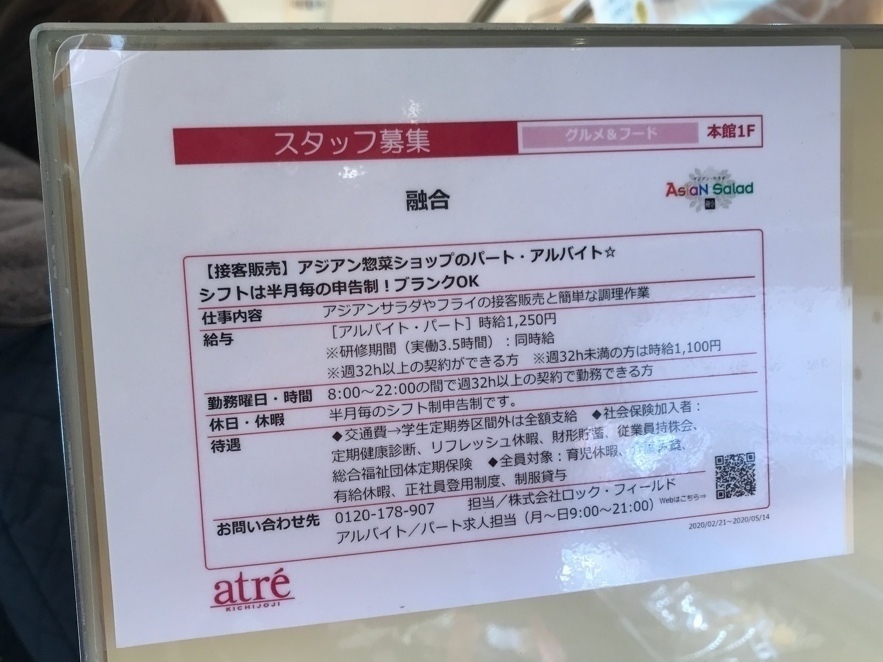 スタッフ募集
グルメ&フード
本館1F
融合
AsiaN Salad
【接客販売】アジアン惣菜ショップのパート・アルバイト☆
シフトは半月毎の申告制！ブランクOK
仕事内容 アジアンサラダやフライの接客販売と簡単な調理作業
給与 [アルバイト・パート] 時給1,250円
※研修期間（実働3.5時間）：同時給
※週32h以上の契約ができる方 ※週32h未満の方は時給1,100円
勤務曜日・時間 8:00～22:00の間で週32h以上の契約で勤務できる方
休日・休暇 半月毎のシフト制申告制です。
待遇 ◆交通費→学生定期券区間外は全額支給 ◆社会保険加入者：
定期健康診断、リフレッシュ休暇、財形貯蓄、従業員持株会、
総合福祉団体定期保険 ◆全員対象：育児休暇、
有給休暇、正社員登用制度、制服貸与
お問い合わせ先 0120-178-907 担当／株式会社ロック・フィールド
アルバイト／パート求人担当（月～日9:00～21:00）
Webはこちら⇒
2020/02/21～2020/05/14
atré
KICHIJOJI